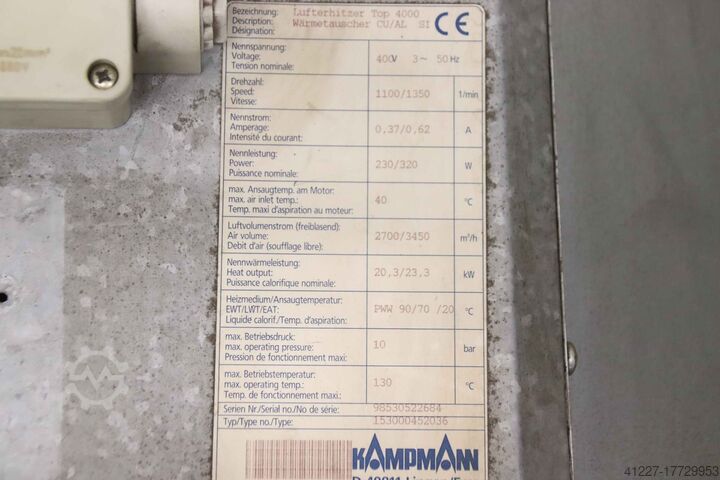 Bezeichnung: Lufterhitzer Top 4000
Description: Wärmetauscher CU/AL SI
Désignation:
CE
Nennspannung:
Voltage: 400V 3~ 50 Hz
Tension nominale:
Drehzahl:
Speed: 1100/1350 1/min
Vitesse:
Nennstrom:
Amperage: 0,37/0,62 A
Intensité du courant:
Nennleistung:
Power: 230/320 W
Puissance nominale:
max. Ansaugtemp. am Motor:
max. air inlet temp.: 40 °C
Temp. maxi d'aspiration au moteur:
Luftvolumenstrom (freiblasend):
Air volume: 2700/3450 m³/h
Debit d'air (soufflage libre):
Nennwärmeleistung:
Heat output: 20,3/23,3 kW
Puissance calorifique nominale:
Heizmedium/Ansaugtemperatur:
EWT/LWT/EAT: PWW 90/70 /20 °C
Liquide calorif./Temp. d'aspiration:
max. Betriebsdruck:
max. operating pressure: 10 bar
Pression de fonctionnement maxi:
max. Betriebstemperatur:
max. operating temp.: 130 °C
Temp. de fonctionnement maxi.:
Serien Nr./Serial no./No de série: 98530522684
Typ/Type no./Type: 153000452036
KAMPMANN
41227-17729953